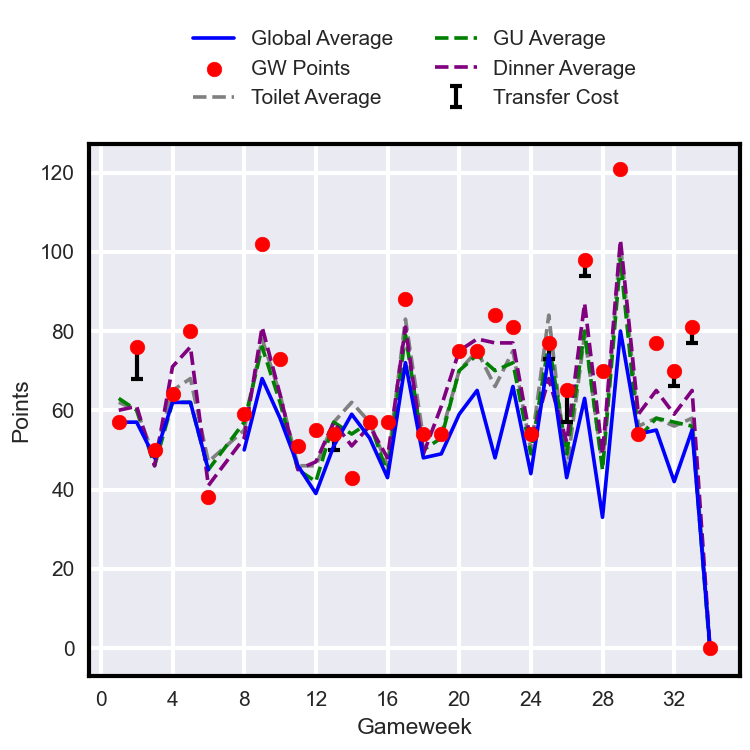 Global Average
GW Points
Toilet Average
GU Average
Dinner Average
Transfer Cost
120
100
80
60
40
20
0
Points
0 4 8 12 16 20 24 28 32
Gameweek